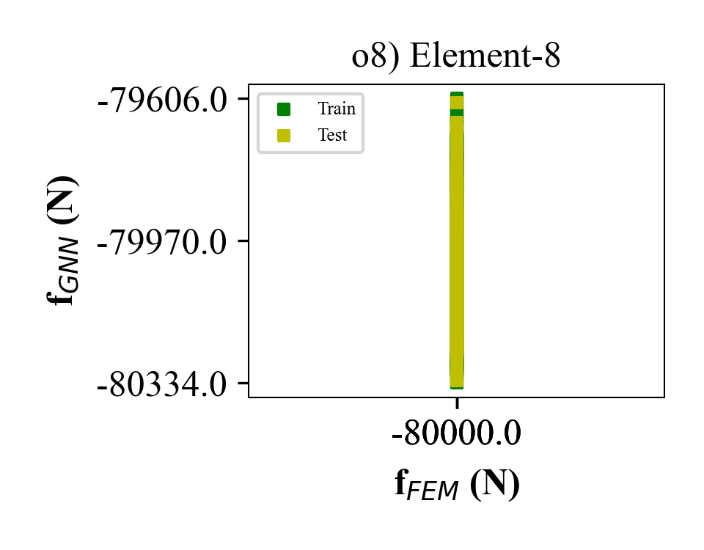 o8) Element-8
-79606.0
-79970.0
-80334.0
Train
Test
f_GNN (N)
-80000.0
f_FEM (N)